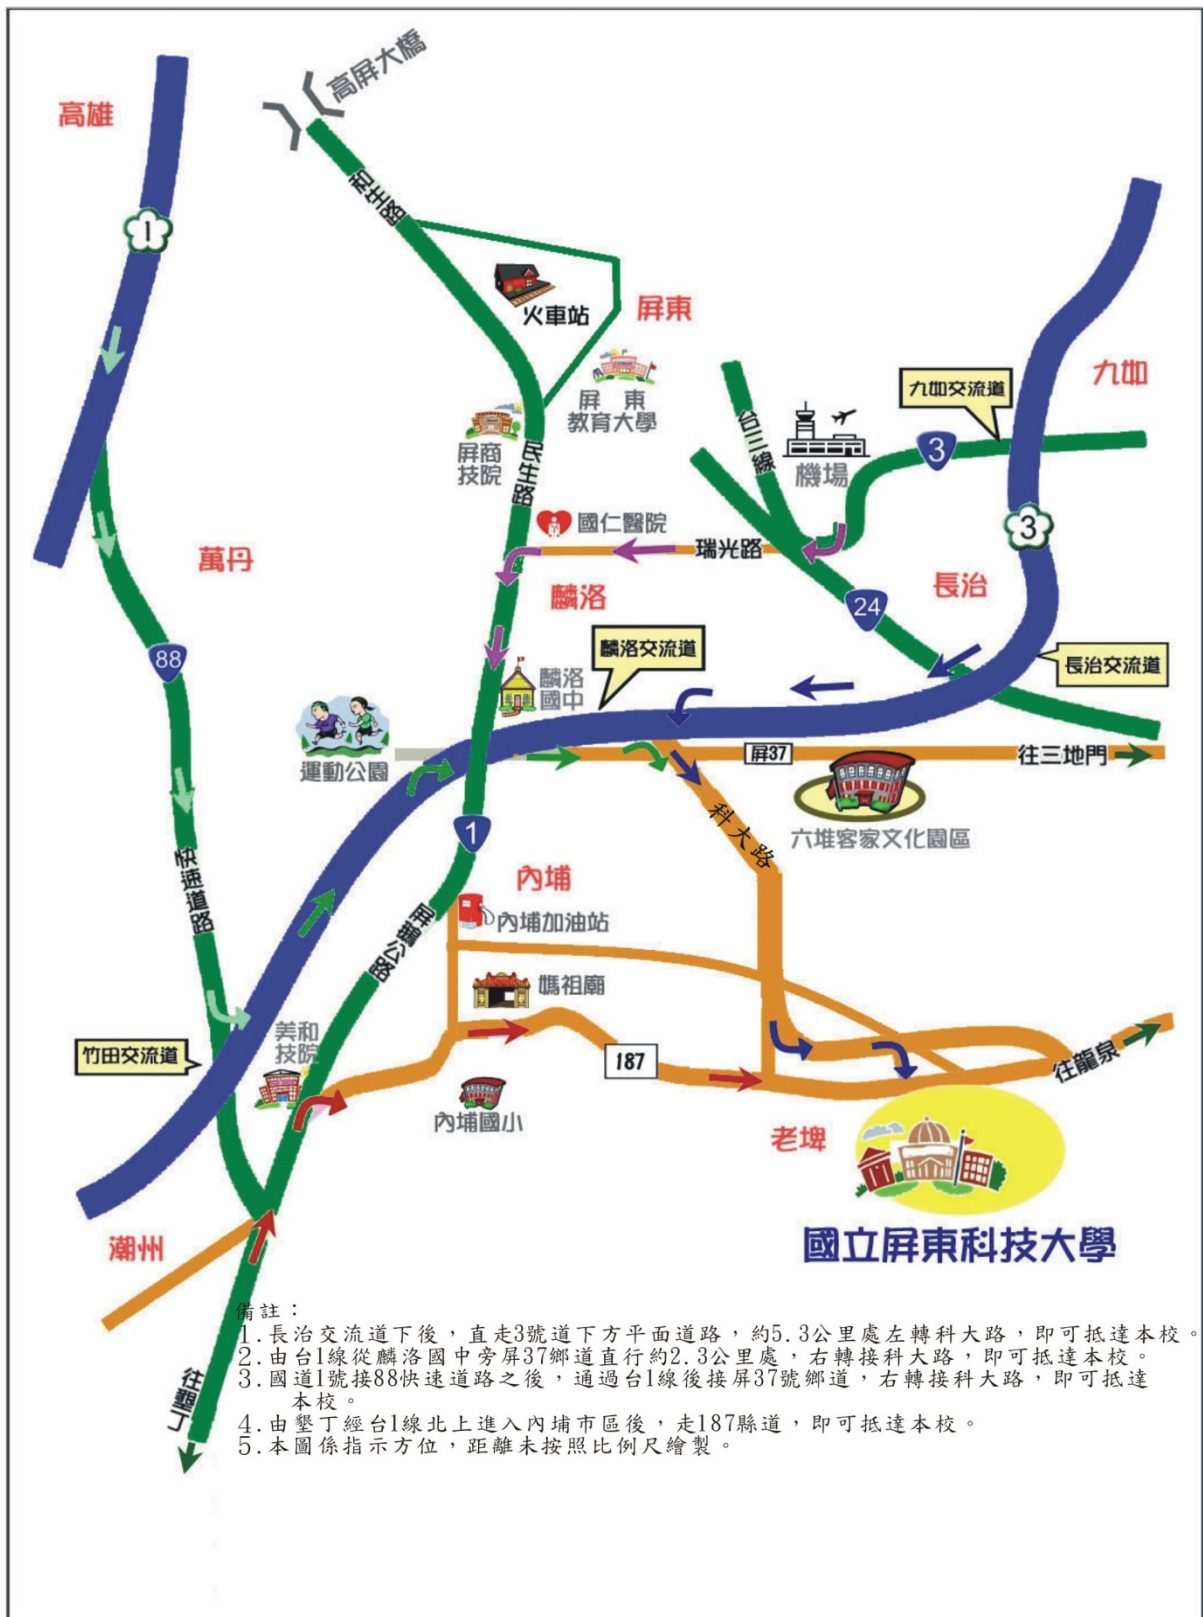 高屏大橋
高雄
1
和生路
火車站
屏東
屏東
教育大學
九如
九如交流道
屏商
技院
民生路
台三線
機場
3
3
國仁醫院
瑞光路
萬丹
麟洛
長治
24
88
麟洛交流道
長治交流道
麟洛
國中
運動公園
屏37
往三地門
科大路
六堆客家文化園區
1
快速道路
內埔
內埔加油站
屏鵝公路
媽祖廟
美和
技院
竹田交流道
187
往龍泉
內埔國小
老埤
國立屏東科技大學
潮州
往墾丁
備註：
1.長治交流道下後，直走3號道下方平面道路，約5.3公里處左轉科大路，即可抵達本校。
2.由台1線從麟洛國中旁屏37鄉道直行約2.3公里處，右轉接科大路，即可抵達本校。
3.國道1號接88快速道路之後，通過台1線後接屏37號鄉道，右轉接科大路，即可抵達
本校。
4.由墾丁經台1線北上進入內埔市區後，走187縣道，即可抵達本校。
5.本圖係指示方位，距離未按照比例尺繪製。